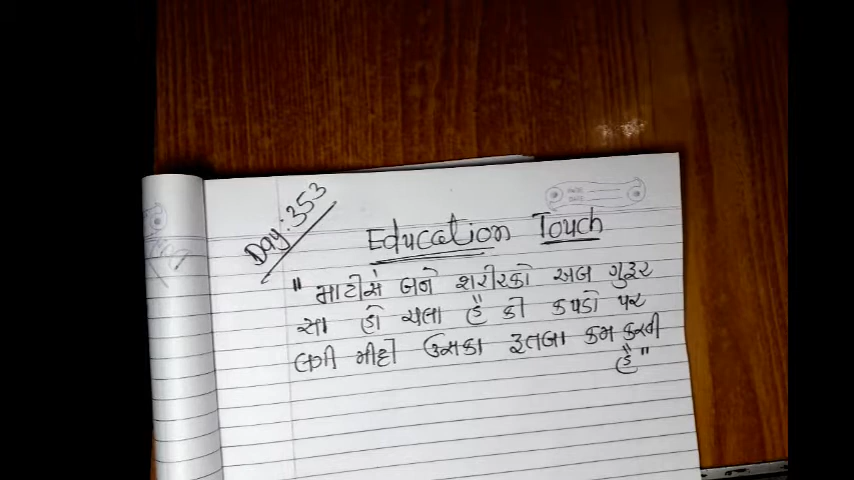 Day: 353
Education Touch
" માટીસે બને શરીરકો અબ ગુરૂર
સા હો ચલા હૈ કી કપડો પર
લગી મીટ્ટી ઉસકા રૂતબા કમ કરતી
હૈ "